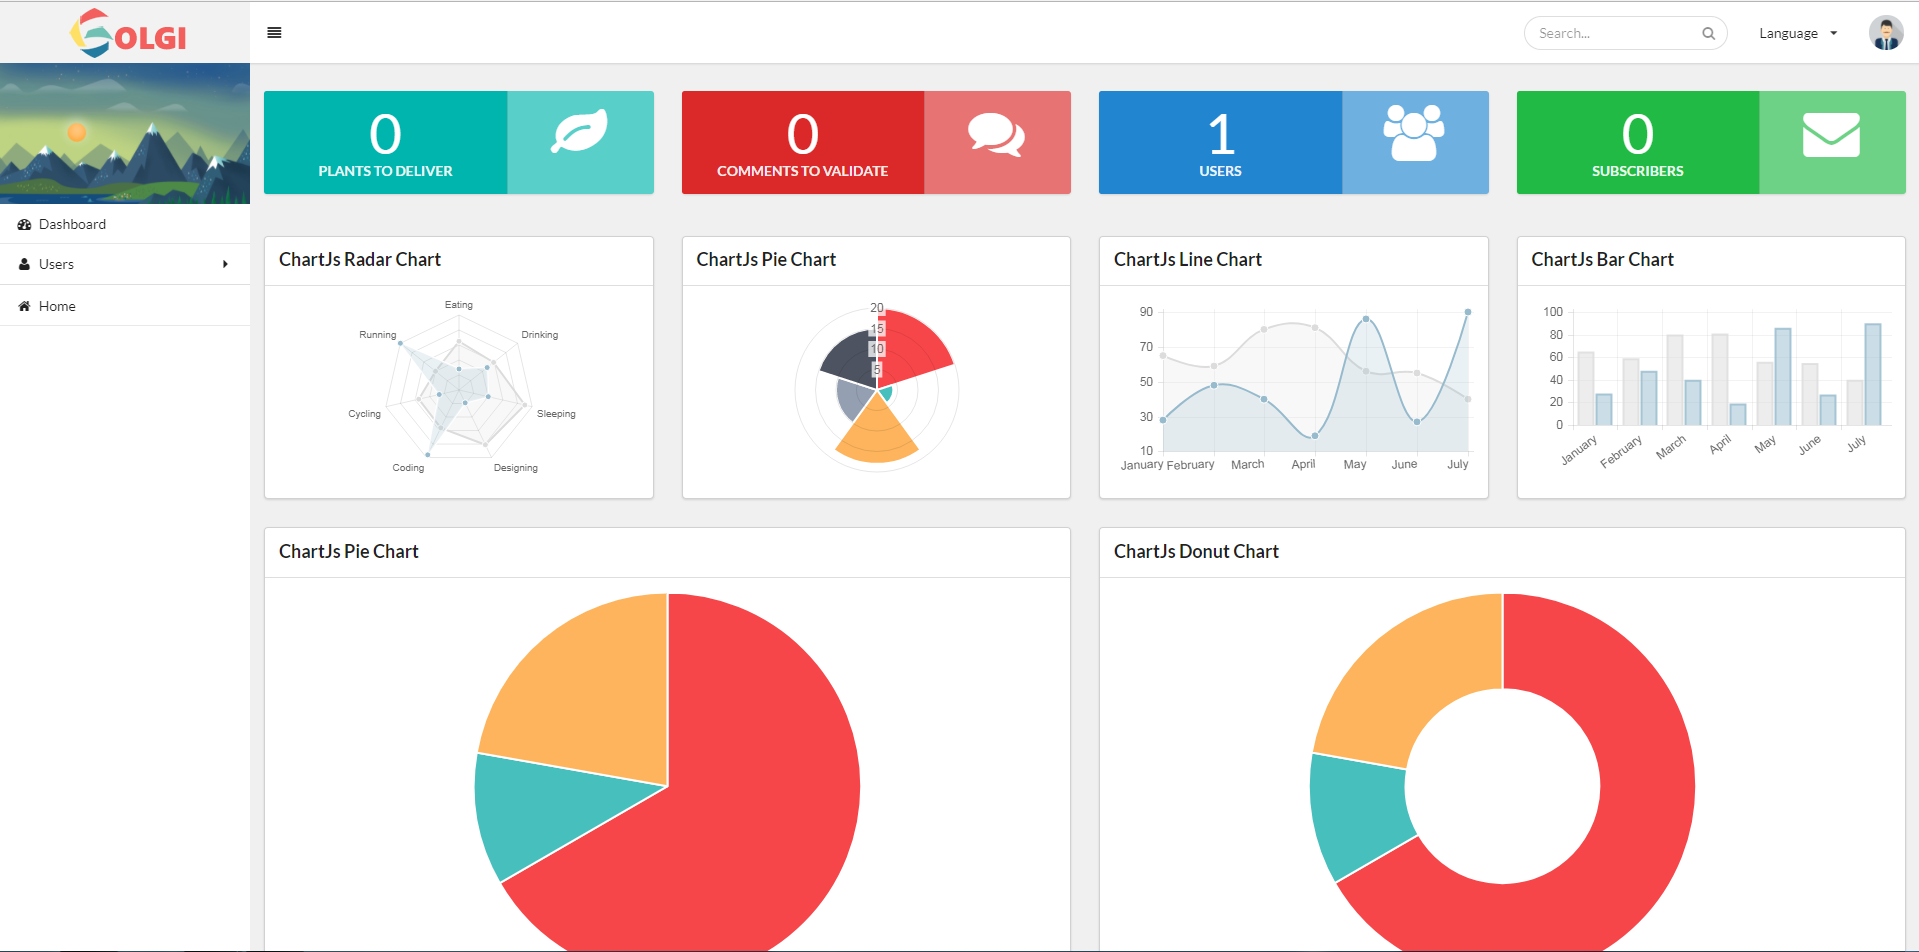 OLGI
Search...
Language
Dashboard
Users
Home
0
PLANTS TO DELIVER
0
COMMENTS TO VALIDATE
1
USERS
0
SUBSCRIBERS
ChartJs Radar Chart
Eating
Running
Drinking
Cycling
Sleeping
Coding
Designing
ChartJs Pie Chart
20
15
10
5
ChartJs Line Chart
90
70
50
30
10
January February March April May June July
ChartJs Bar Chart
100
80
60
40
20
0
January February March April May June July
ChartJs Pie Chart
ChartJs Donut Chart